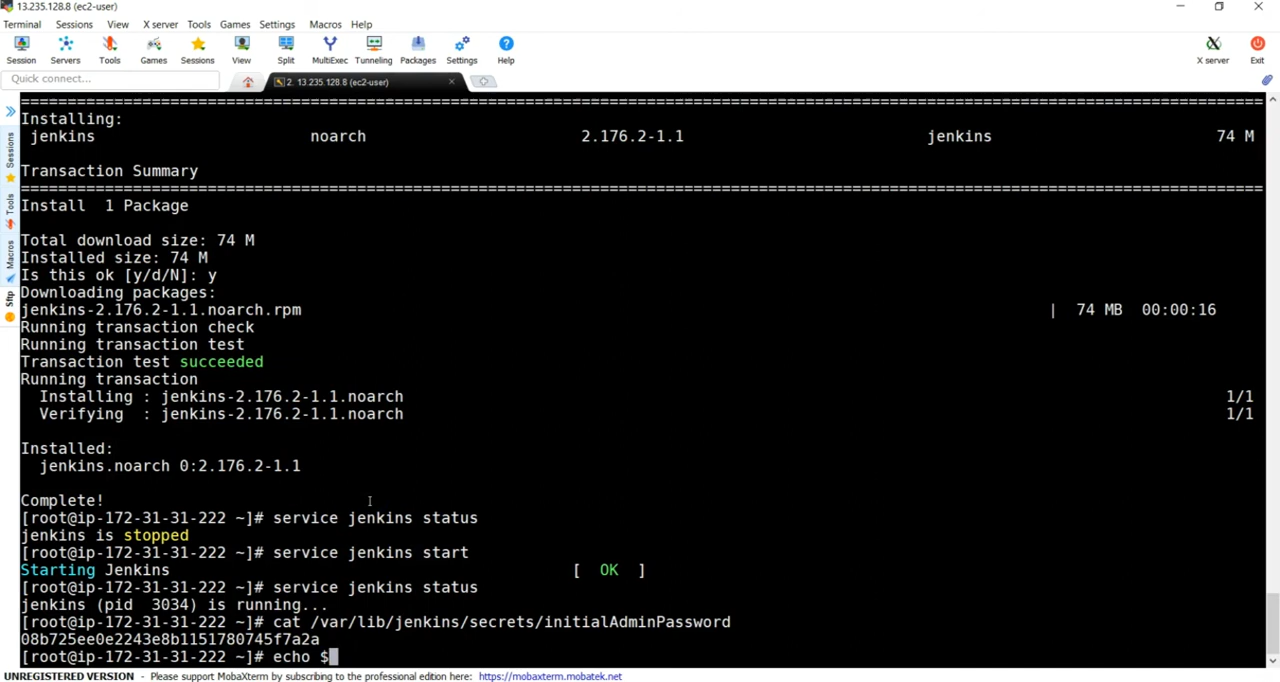 13.235.128.8 (ec2-user)
Terminal Sessions View X server Tools Games Settings Macros Help
Session Servers Tools Games Sessions View Split MultiExec Tunneling Packages Settings Help X server Exit
Quick connect...
2. 13.235.128.8 (ec2-user)
Sessions
Tools
Macros
Sftp
================================================================================
Installing:
jenkins noarch 2.176.2-1.1 jenkins 74 M
Transaction Summary
================================================================================
Install 1 Package
Total download size: 74 M
Installed size: 74 M
Is this ok [y/d/N]: y
Downloading packages:
jenkins-2.176.2-1.1.noarch.rpm | 74 MB 00:00:16
Running transaction check
Running transaction test
Transaction test succeeded
Running transaction
Installing : jenkins-2.176.2-1.1.noarch 1/1
Verifying : jenkins-2.176.2-1.1.noarch 1/1
Installed:
jenkins.noarch 0:2.176.2-1.1
Complete!
[root@ip-172-31-31-222 ~]# service jenkins status
jenkins is stopped
[root@ip-172-31-31-222 ~]# service jenkins start
Starting Jenkins [ OK ]
[root@ip-172-31-31-222 ~]# service jenkins status
jenkins (pid 3034) is running...
[root@ip-172-31-31-222 ~]# cat /var/lib/jenkins/secrets/initialAdminPassword
08b725ee0e2243e8b1151780745f7a2a
[root@ip-172-31-31-222 ~]# echo $
UNREGISTERED VERSION - Please support MobaXterm by subscribing to the professional edition here: https://mobaxterm.mobatek.net